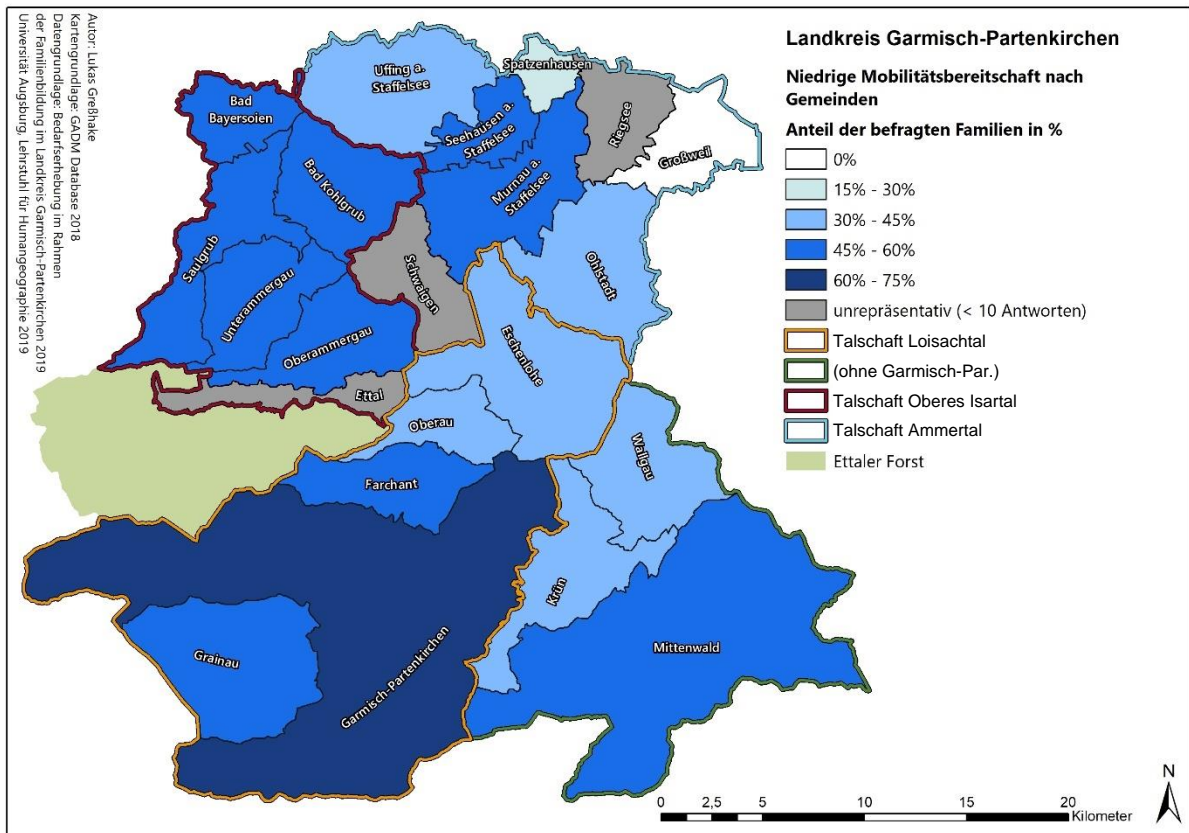 Autor: Lukas Greßhake
Kartengrundlage: GADM Database 2018
Datengrundlage: Bedarfserhebung im Rahmen
der Familienbildung im Landkreis Garmisch-Partenkirchen 2019
Universität Augsburg, Lehrstuhl für Humangeographie 2019
Landkreis Garmisch-Partenkirchen
Niedrige Mobilitätsbereitschaft nach
Gemeinden
Anteil der befragten Familien in %
0%
15% - 30%
30% - 45%
45% - 60%
60% - 75%
unrepräsentativ (< 10 Antworten)
Talschaft Loisachtal
(ohne Garmisch-Par.)
Talschaft Oberes Isartal
Talschaft Ammertal
Ettaler Forst
Uffing a.
Staffelsee
Spatzenhausen
Bad
Bayersoien
Seehausen a.
Staffelsee
Riegsee
Großweil
Bad Kohlgrub
Murnau a.
Staffelsee
Saulgrub
Unterammergau
Schwaigen
Ohlstadt
Oberammergau
Eschenlohe
Ettal
Oberau
Wallgau
Farchant
Krün
Grainau
Garmisch-Partenkirchen
Mittenwald
N
0 2,5 5 10 15 20
Kilometer